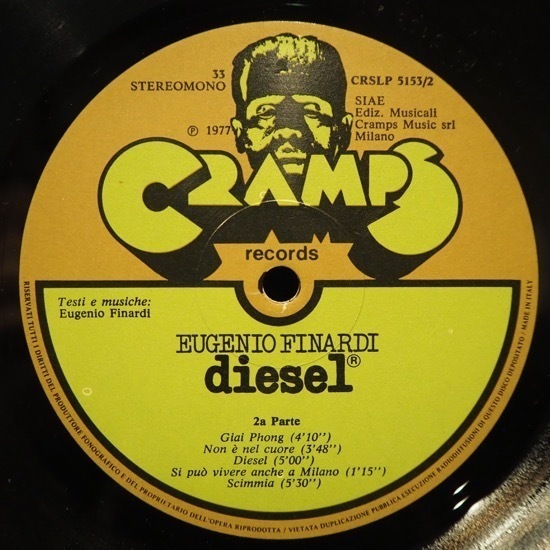 33
STEREOMONO
CRSLP 5153/2
SIAE
Ediz. Musicali
Cramps Music srl
Milano
℗ 1977
CRAMPS
records
Testi e musiche:
Eugenio Finardi
EUGENIO FINARDI
diesel®
2a Parte
Giai Phong (4'10'')
Non è nel cuore (3'48'')
Diesel (5'00'')
Si può vivere anche a Milano (1'15'')
Scimmia (5'30'')
RISERVATI TUTTI I DIRITTI DEL PRODUTTORE FONOGRAFICO E DEL PROPRIETARIO DELL'OPERA RIPRODOTTA / VIETATA DUPLICAZIONE PUBBLICA ESECUZIONE RADIODIFFUSIONI DI QUESTO DISCO DEPOSITATO / MADE IN ITALY